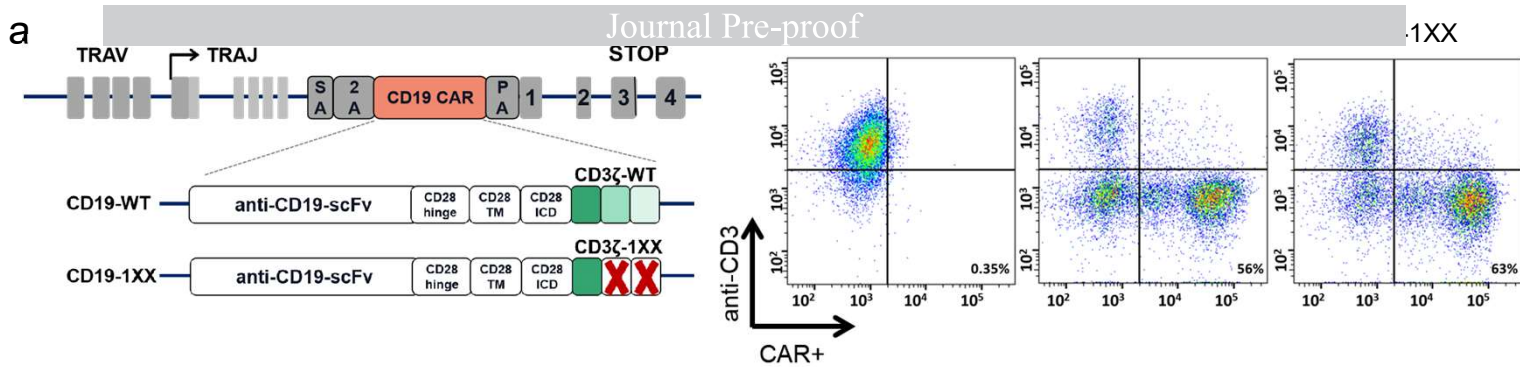 a
Journal Pre-proof
-1XX
TRAV
TRAJ
STOP
S A
2 A
CD19 CAR
P A
1
2
3
4
CD3ζ-WT
CD19-WT
anti-CD19-scFv
CD28 hinge
CD28 TM
CD28 ICD
CD3ζ-1XX
CD19-1XX
anti-CD19-scFv
CD28 hinge
CD28 TM
CD28 ICD
X X
anti-CD3
CAR+
10⁵
10⁴
10³
10²
0.35%
10² 10³ 10⁴ 10⁵
10⁵
10⁴
10³
10²
56%
10² 10³ 10⁴ 10⁵
10⁵
10⁴
10³
10²
63%
10² 10³ 10⁴ 10⁵